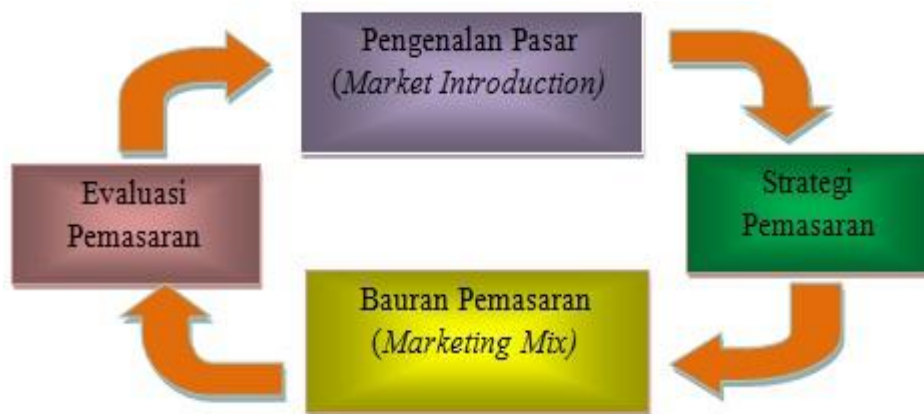 Pengenalan Pasar
(Market Introduction)
Strategi
Pemasaran
Bauran Pemasaran
(Marketing Mix)
Evaluasi
Pemasaran